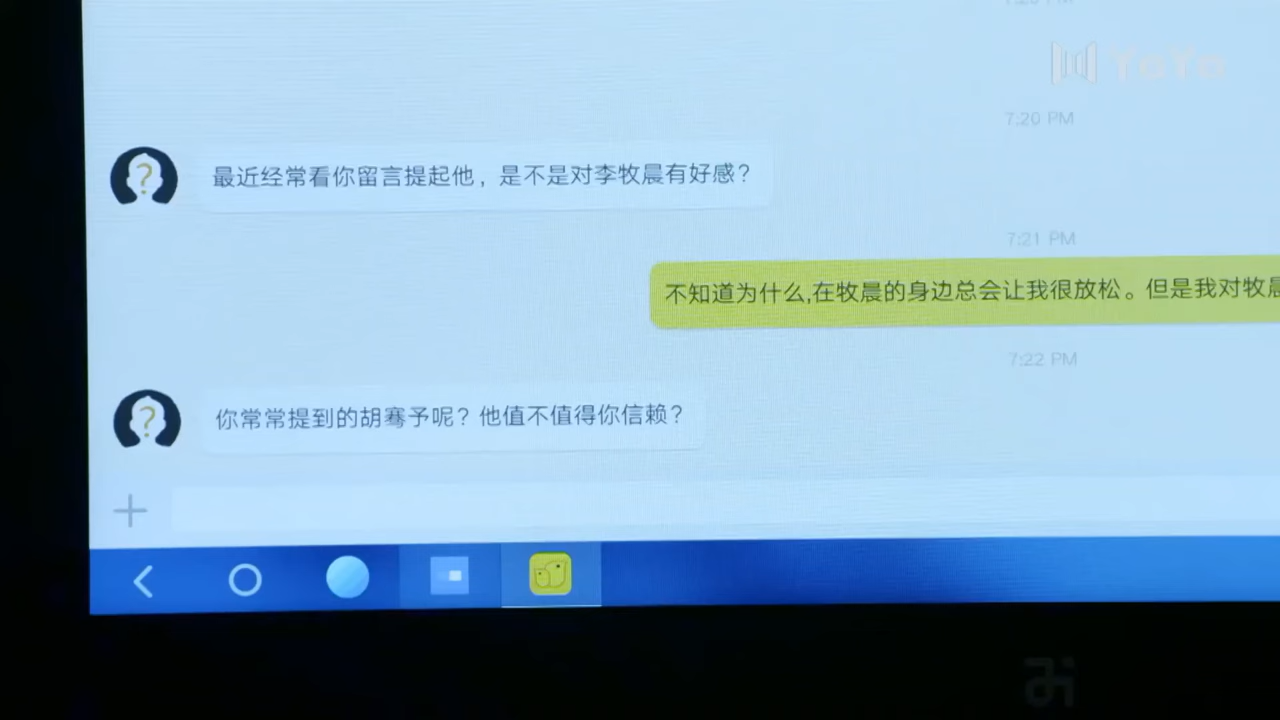 YoYo
7:20 PM
最近经常看你留言提起他，是不是对李牧晨有好感？
7:21 PM
不知道为什么,在牧晨的身边总会让我很放松。但是我对牧晨
7:22 PM
你常常提到的胡骞予呢？他值不值得你信赖？